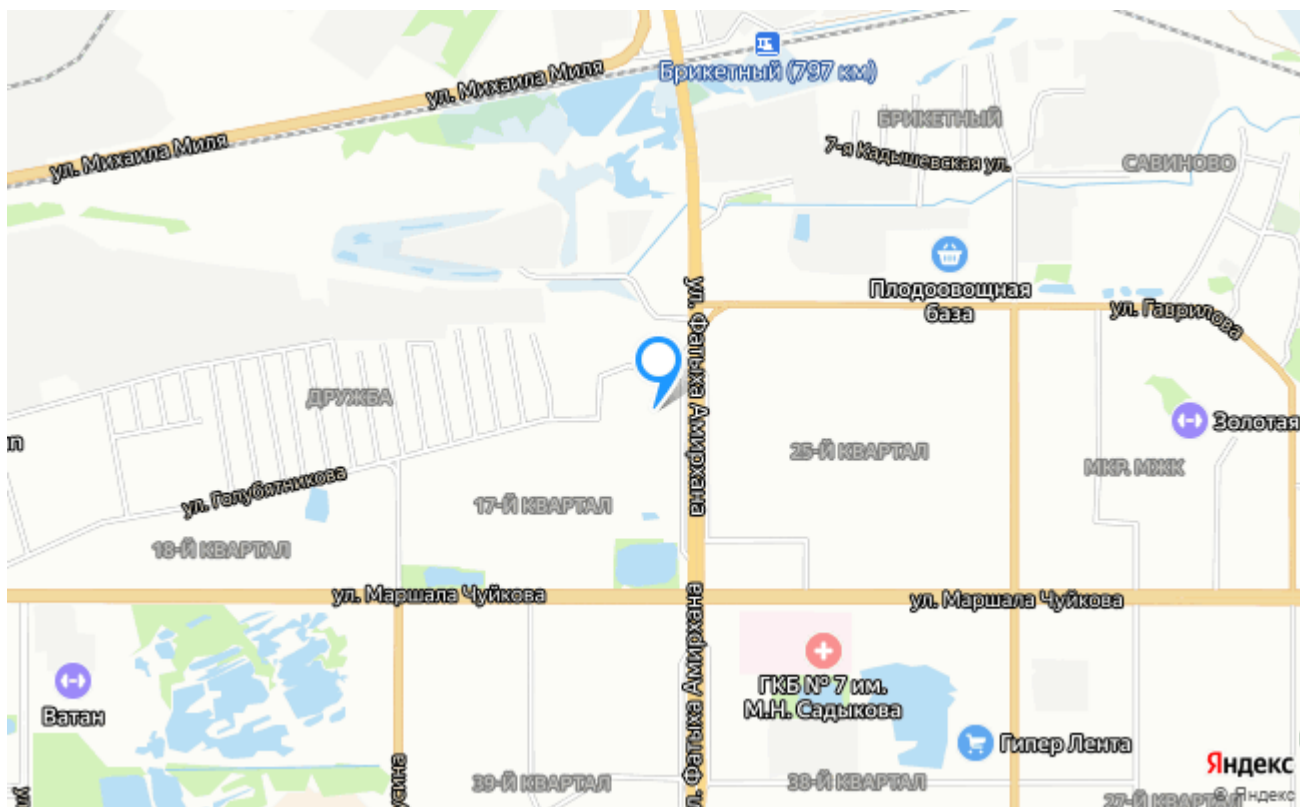 ул. Михаила Миля
Брикетный (797 км)
ул. Михаила Миля
БРИКЕТНЫЙ
7-я Кадышевская ул.
САВИНОВО
Плодоовощная
база
ул. Гаврилова
ул. Фатыха Амирхана
ДРУЖБА
Золотая
25-Й КВАРТАЛ
МКР. МЖК
ул. Голубятникова
17-Й КВАРТАЛ
18-Й КВАРТАЛ
ул. Маршала Чуйкова
ул. Маршала Чуйкова
Ватан
ГКБ № 7 им.
М.Н. Садыкова
л. Фатыха Амирхана
Гипер Лента
39-Й КВАРТАЛ
38-Й КВАРТАЛ
Яндекс
© Яндекс